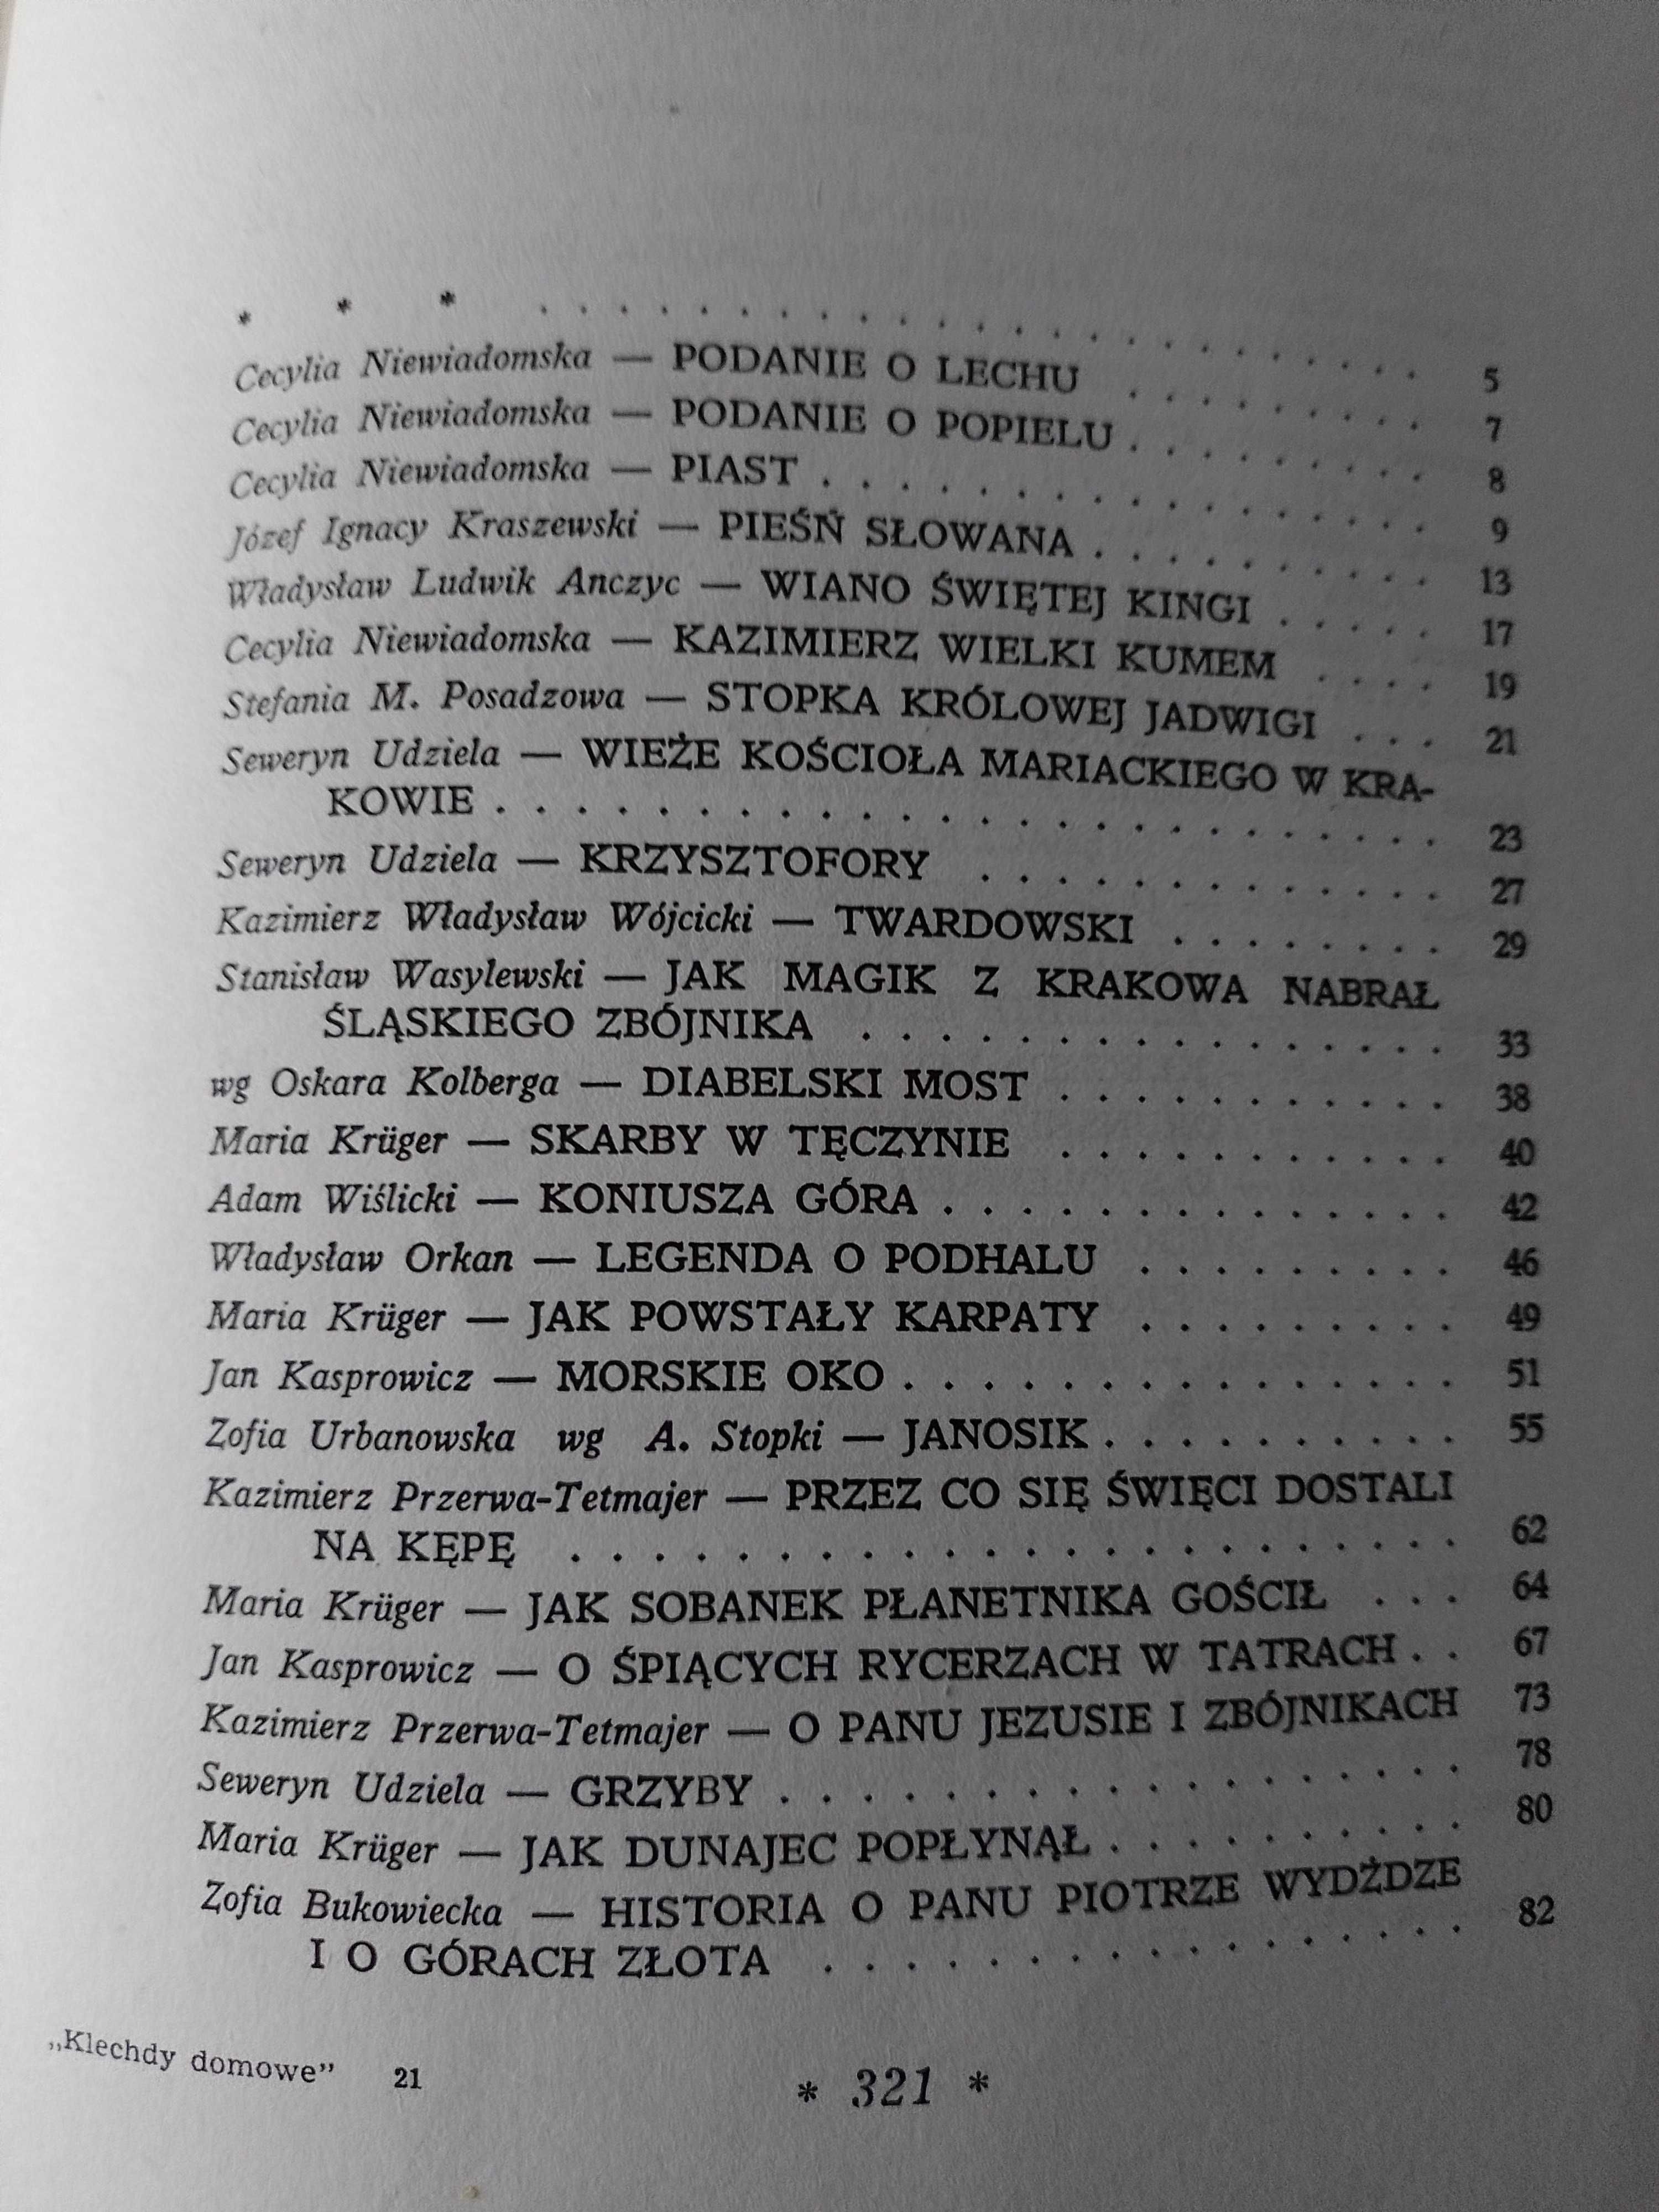 * * * . . . . . . . . . . . . . . . . . . . . . . . 5
Cecylia Niewiadomska — PODANIE O LECHU . . . . . . . . 7
Cecylia Niewiadomska — PODANIE O POPIELU . . . . . . . . 8
Cecylia Niewiadomska — PIAST . . . . . . . . . . . . . . . . 9
Józef Ignacy Kraszewski — PIEŚŃ SŁOWANA . . . . . . . . . 13
Władysław Ludwik Anczyc — WIANO ŚWIĘTEJ KINGI . . . . . 17
Cecylia Niewiadomska — KAZIMIERZ WIELKI KUMEM . . . . 19
Stefania M. Posadzowa — STOPKA KRÓLOWEJ JADWIGI . . . 21
Seweryn Udziela — WIEŻE KOŚCIOŁA MARIACKIEGO W KRA-
KOWIE . . . . . . . . . . . . . . . . . . . . . . . . 23
Seweryn Udziela — KRZYSZTOFORY . . . . . . . . . . . . . 27
Kazimierz Władysław Wójcicki — TWARDOWSKI . . . . . . . . 29
Stanisław Wasylewski — JAK MAGIK Z KRAKOWA NABRAŁ
ŚLĄSKIEGO ZBÓJNIKA . . . . . . . . . . . . . . . . 33
wg Oskara Kolberga — DIABELSKI MOST . . . . . . . . . . . 38
Maria Krüger — SKARBY W TĘCZYNIE . . . . . . . . . . . 40
Adam Wiślicki — KONIUSZA GÓRA . . . . . . . . . . . . . . 42
Władysław Orkan — LEGENDA O PODHALU . . . . . . . . . 46
Maria Krüger — JAK POWSTAŁY KARPATY . . . . . . . . . 49
Jan Kasprowicz — MORSKIE OKO . . . . . . . . . . . . . . . 51
Zofia Urbanowska wg A. Stopki — JANOSIK . . . . . . . . . . 55
Kazimierz Przerwa-Tetmajer — PRZEZ CO SIĘ ŚWIĘCI DOSTALI
NA KĘPĘ . . . . . . . . . . . . . . . . . . . . . 62
Maria Krüger — JAK SOBANEK PŁANETNIKA GOŚCIŁ . . . 64
Jan Kasprowicz — O ŚPIĄCYCH RYCERZACH W TATRACH . . 67
Kazimierz Przerwa-Tetmajer — O PANU JEZUSIE I ZBÓJNIKACH 73
Seweryn Udziela — GRZYBY . . . . . . . . . . . . . . . . . 78
Maria Krüger — JAK DUNAJEC POPŁYNĄŁ . . . . . . . . . . 80
Zofia Bukowiecka — HISTORIA O PANU PIOTRZE WYDŻDZE
I O GÓRACH ZŁOTA . . . . . . . . . . . . . . . . 82
„Klechdy domowe” 21
* 321 *